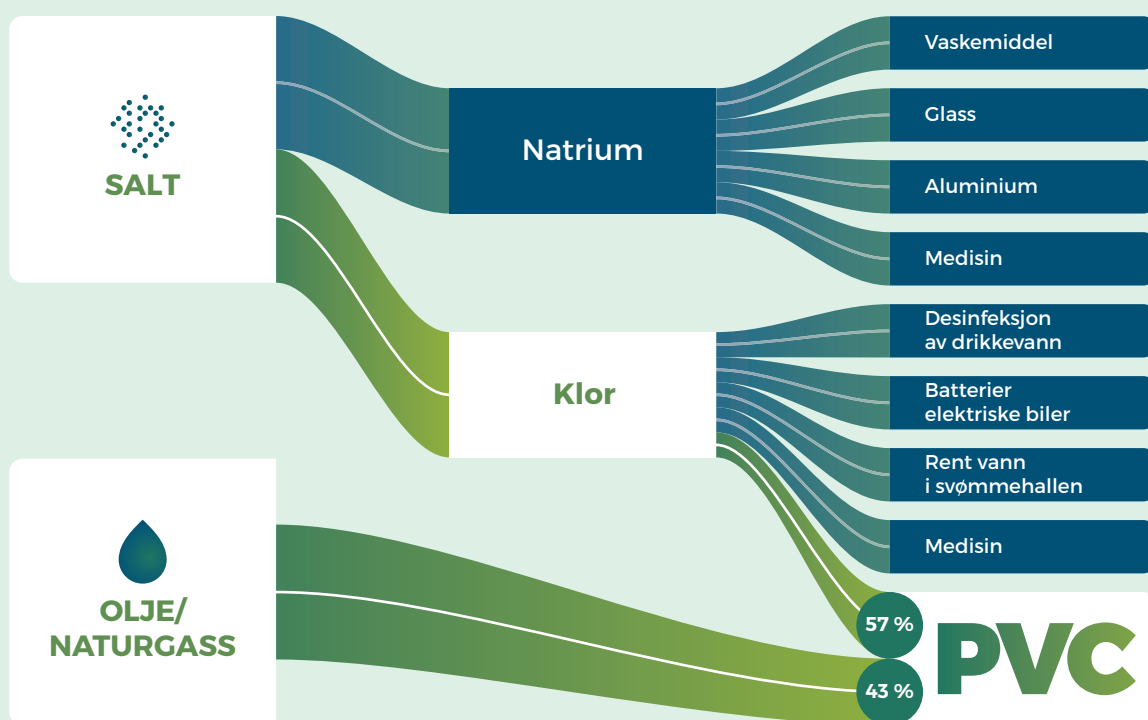 SALT
Natrium
Vaskemiddel
Glass
Aluminium
Medisin
Klor
Desinfeksjon
av drikkevann
Batterier
elektriske biler
Rent vann
i svømmehallen
Medisin
OLJE/
NATURGASS
57 %
43 %
PVC